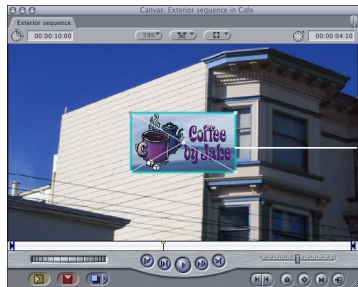 Canvas: Exterior sequence in Cafe
Exterior sequence
00:00:10:00
59%
00:00:04:10
Coffee
by Jake